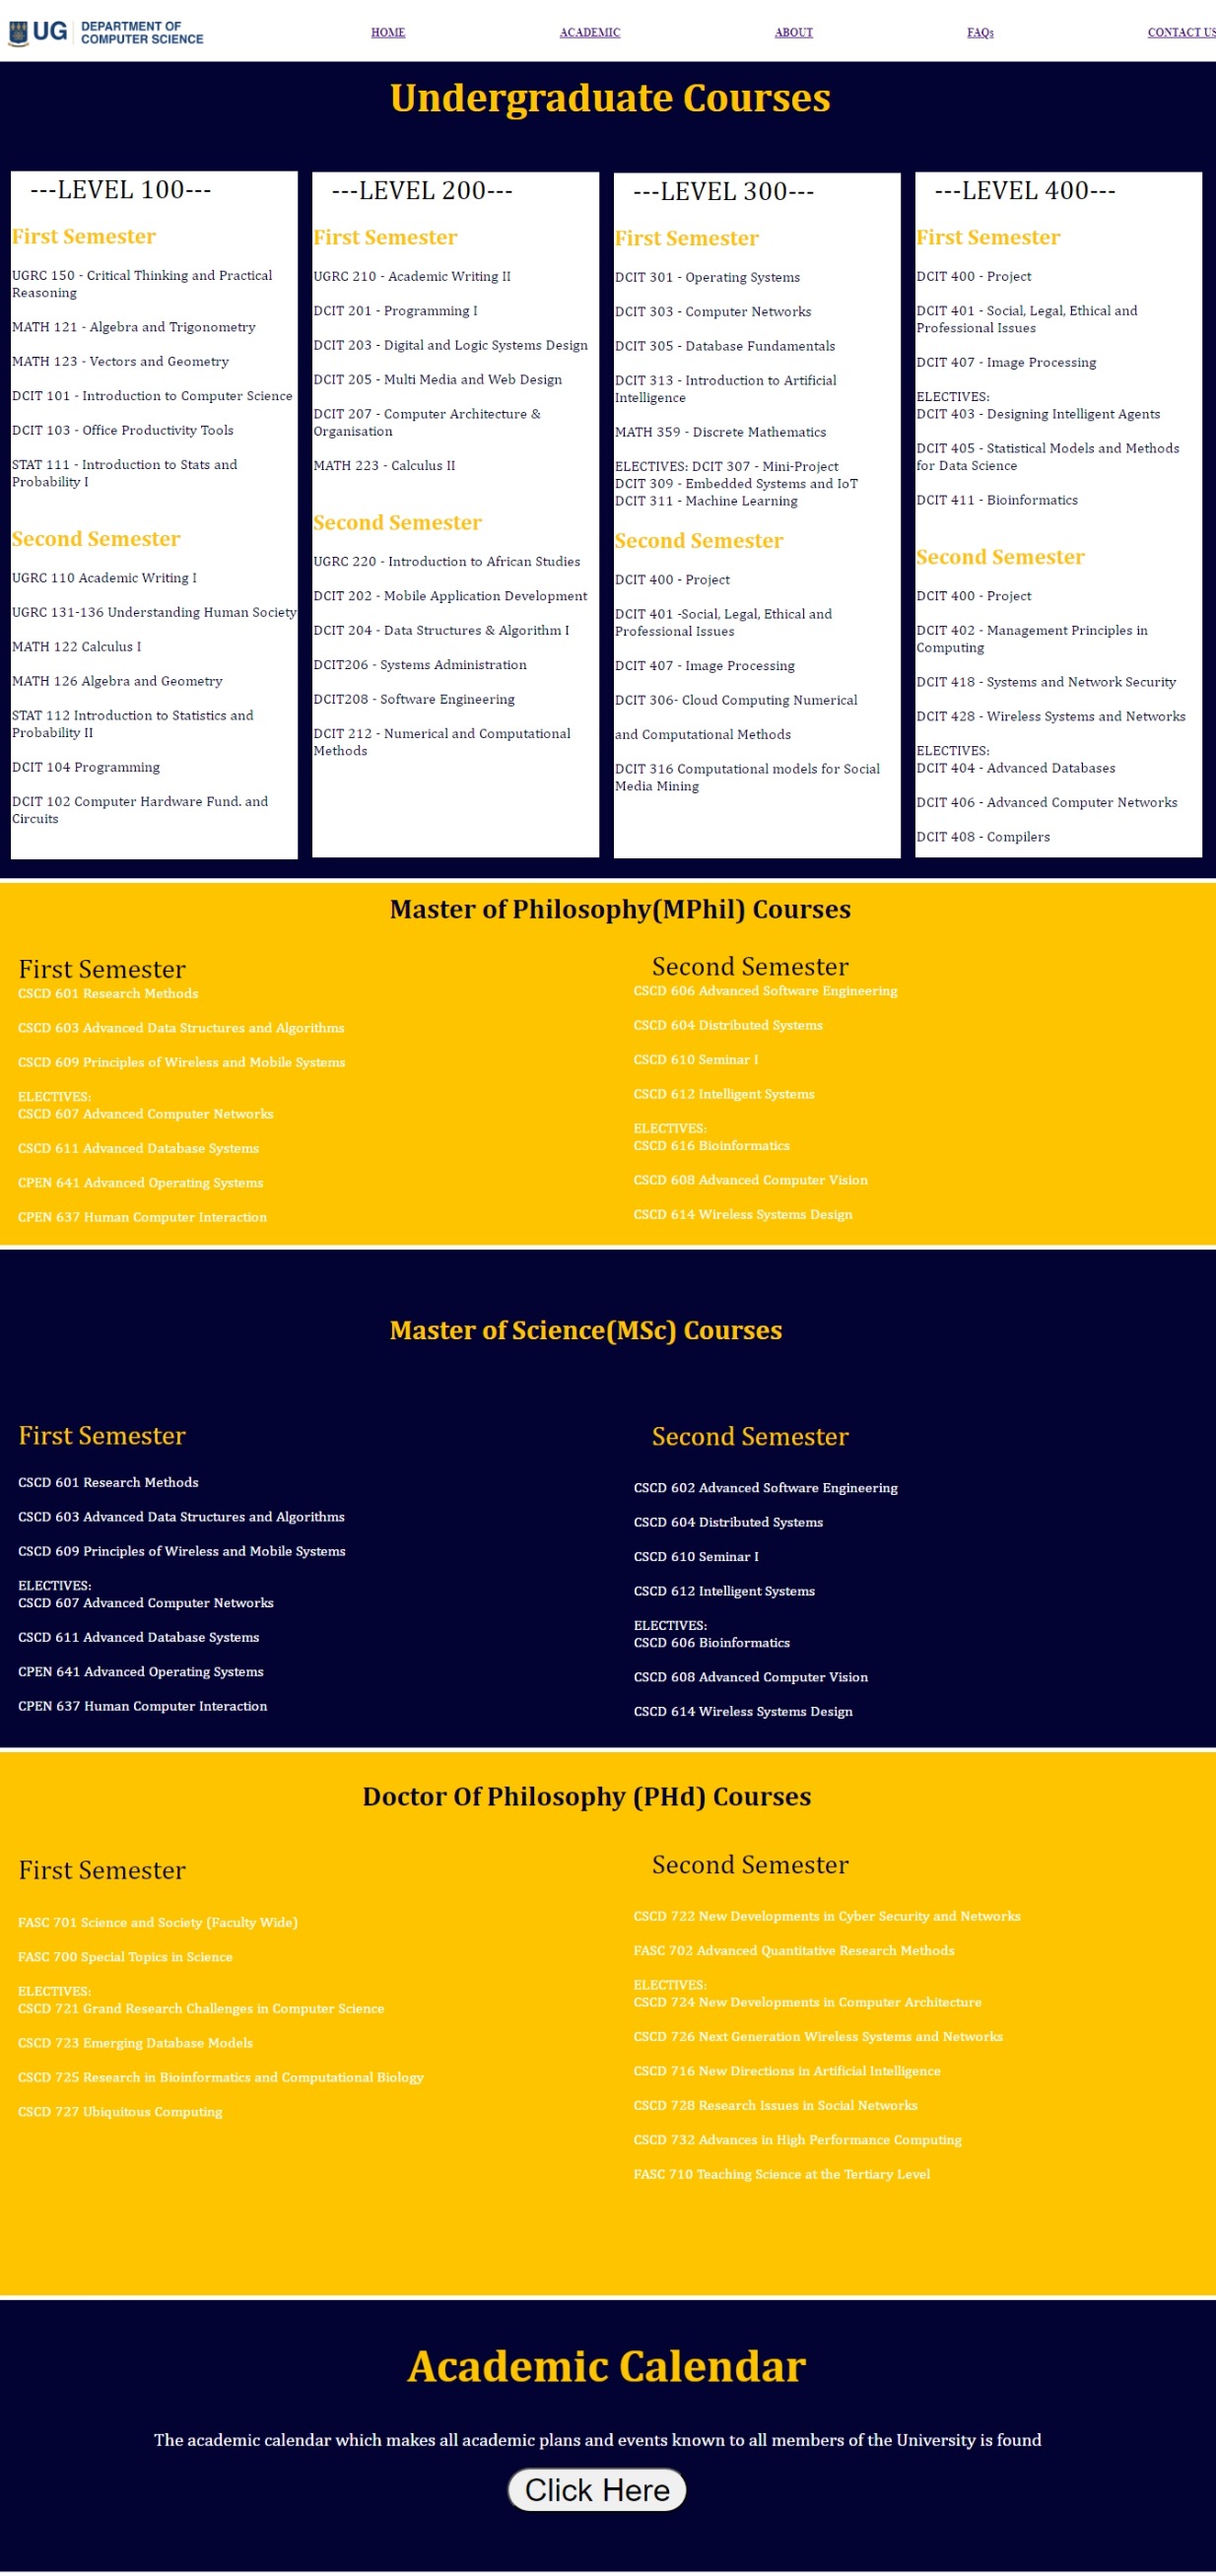 UG DEPARTMENT OF
COMPUTER SCIENCE
HOME
ACADEMIC
ABOUT
FAQs
CONTACT US
Undergraduate Courses
---LEVEL 100---
First Semester
UGRC 150 - Critical Thinking and Practical
Reasoning
MATH 121 - Algebra and Trigonometry
MATH 123 - Vectors and Geometry
DCIT 101 - Introduction to Computer Science
DCIT 103 - Office Productivity Tools
STAT 111 - Introduction to Stats and
Probability I
Second Semester
UGRC 110 Academic Writing I
UGRC 131-136 Understanding Human Society
MATH 122 Calculus I
MATH 126 Algebra and Geometry
STAT 112 Introduction to Statistics and
Probability II
DCIT 104 Programming
DCIT 102 Computer Hardware Fund. and
Circuits
---LEVEL 200---
First Semester
UGRC 210 - Academic Writing II
DCIT 201 - Programming I
DCIT 203 - Digital and Logic Systems Design
DCIT 205 - Multi Media and Web Design
DCIT 207 - Computer Architecture &
Organisation
MATH 223 - Calculus II
Second Semester
UGRC 220 - Introduction to African Studies
DCIT 202 - Mobile Application Development
DCIT 204 - Data Structures & Algorithm I
DCIT206 - Systems Administration
DCIT208 - Software Engineering
DCIT 212 - Numerical and Computational
Methods
---LEVEL 300---
First Semester
DCIT 301 - Operating Systems
DCIT 303 - Computer Networks
DCIT 305 - Database Fundamentals
DCIT 313 - Introduction to Artificial
Intelligence
MATH 359 - Discrete Mathematics
ELECTIVES: DCIT 307 - Mini-Project
DCIT 309 - Embedded Systems and IoT
DCIT 311 - Machine Learning
Second Semester
DCIT 400 - Project
DCIT 401 -Social, Legal, Ethical and
Professional Issues
DCIT 407 - Image Processing
DCIT 306- Cloud Computing Numerical
and Computational Methods
DCIT 316 Computational models for Social
Media Mining
---LEVEL 400---
First Semester
DCIT 400 - Project
DCIT 401 - Social, Legal, Ethical and
Professional Issues
DCIT 407 - Image Processing
ELECTIVES:
DCIT 403 - Designing Intelligent Agents
DCIT 405 - Statistical Models and Methods
for Data Science
DCIT 411 - Bioinformatics
Second Semester
DCIT 400 - Project
DCIT 402 - Management Principles in
Computing
DCIT 418 - Systems and Network Security
DCIT 428 - Wireless Systems and Networks
ELECTIVES:
DCIT 404 - Advanced Databases
DCIT 406 - Advanced Computer Networks
DCIT 408 - Compilers
Master of Philosophy(MPhil) Courses
First Semester
CSCD 601 Research Methods
CSCD 603 Advanced Data Structures and Algorithms
CSCD 609 Principles of Wireless and Mobile Systems
ELECTIVES:
CSCD 607 Advanced Computer Networks
CSCD 611 Advanced Database Systems
CPEN 641 Advanced Operating Systems
CPEN 637 Human Computer Interaction
Second Semester
CSCD 606 Advanced Software Engineering
CSCD 604 Distributed Systems
CSCD 610 Seminar I
CSCD 612 Intelligent Systems
ELECTIVES:
CSCD 616 Bioinformatics
CSCD 608 Advanced Computer Vision
CSCD 614 Wireless Systems Design
Master of Science(MSc) Courses
First Semester
CSCD 601 Research Methods
CSCD 603 Advanced Data Structures and Algorithms
CSCD 609 Principles of Wireless and Mobile Systems
ELECTIVES:
CSCD 607 Advanced Computer Networks
CSCD 611 Advanced Database Systems
CPEN 641 Advanced Operating Systems
CPEN 637 Human Computer Interaction
Second Semester
CSCD 602 Advanced Software Engineering
CSCD 604 Distributed Systems
CSCD 610 Seminar I
CSCD 612 Intelligent Systems
ELECTIVES:
CSCD 606 Bioinformatics
CSCD 608 Advanced Computer Vision
CSCD 614 Wireless Systems Design
Doctor Of Philosophy (PHd) Courses
First Semester
FASC 701 Science and Society (Faculty Wide)
FASC 700 Special Topics in Science
ELECTIVES:
CSCD 721 Grand Research Challenges in Computer Science
CSCD 723 Emerging Database Models
CSCD 725 Research in Bioinformatics and Computational Biology
CSCD 727 Ubiquitous Computing
Second Semester
CSCD 722 New Developments in Cyber Security and Networks
FASC 702 Advanced Quantitative Research Methods
ELECTIVES:
CSCD 724 New Developments in Computer Architecture
CSCD 726 Next Generation Wireless Systems and Networks
CSCD 716 New Directions in Artificial Intelligence
CSCD 728 Research Issues in Social Networks
CSCD 732 Advances in High Performance Computing
FASC 710 Teaching Science at the Tertiary Level
Academic Calendar
The academic calendar which makes all academic plans and events known to all members of the University is found
Click Here